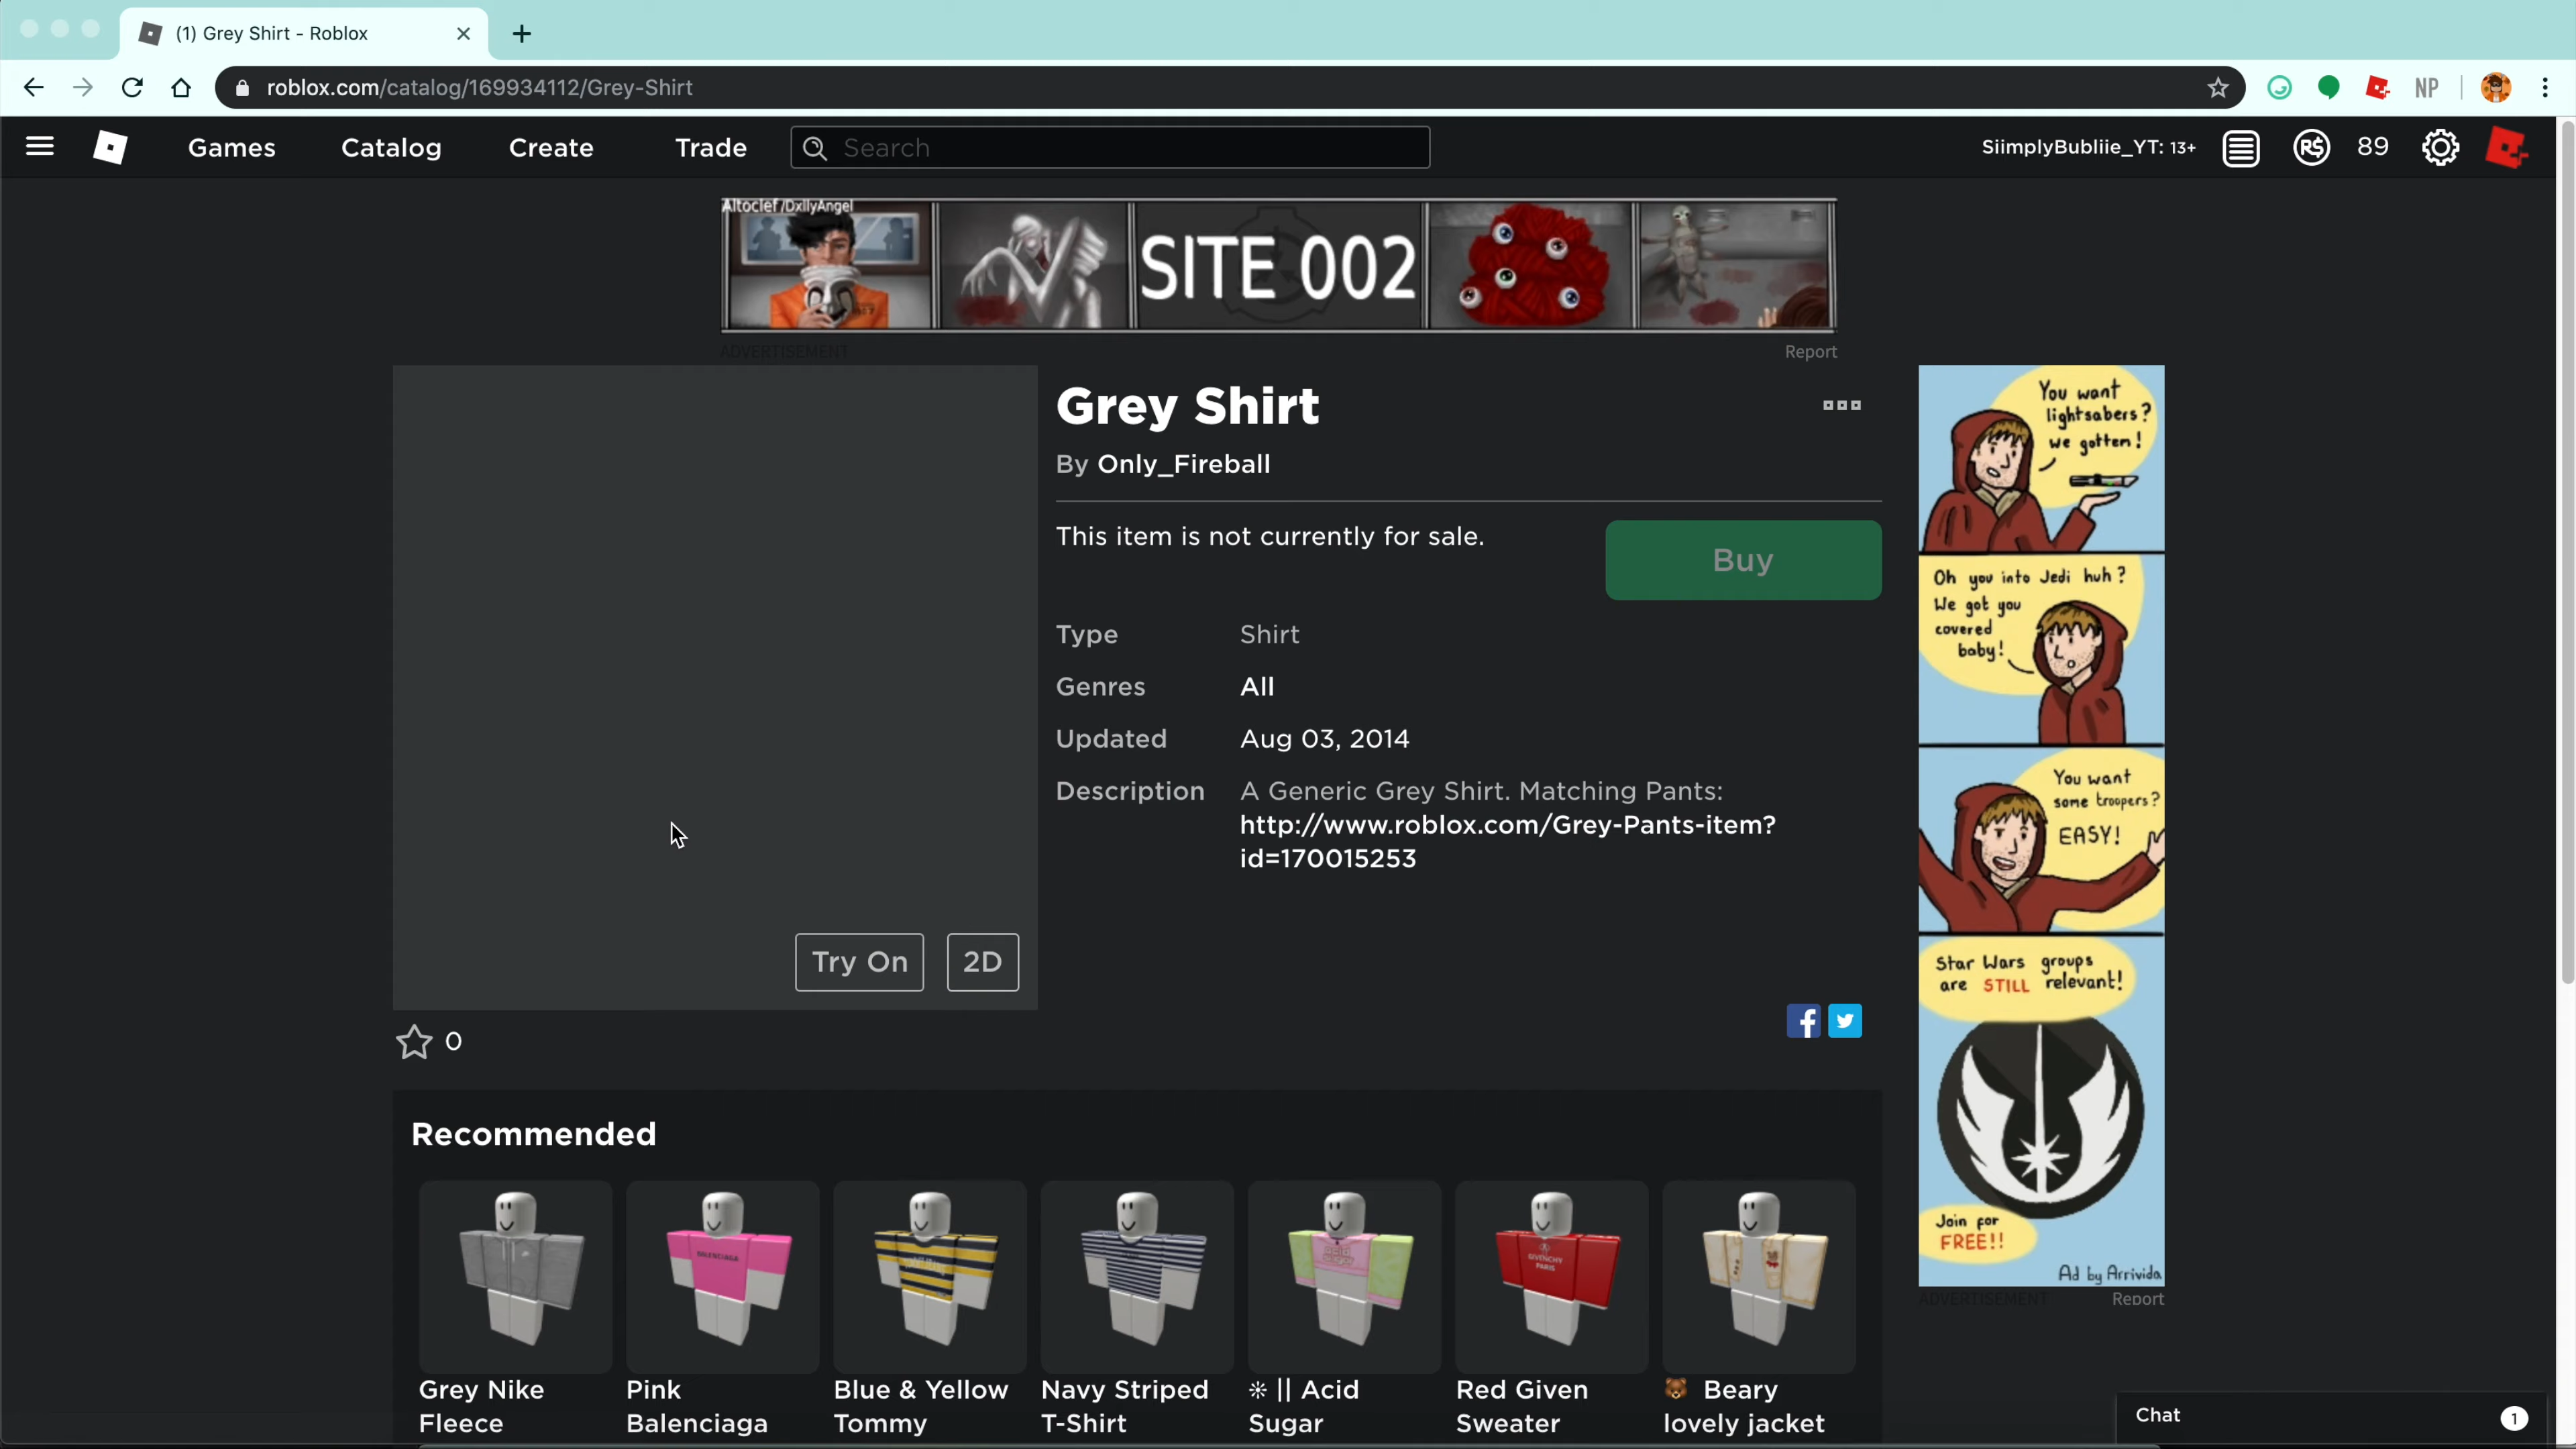 (1) Grey Shirt - Roblox
roblox.com/catalog/169934112/Grey-Shirt
NP
Games
Catalog
Create
Trade
Search
SiimplyBubliie_YT: 13+
R$
89
Altoclef /DxllyAngel
SITE 002
ADVERTISEMENT
Report
Grey Shirt
By Only_Fireball
This item is not currently for sale.
Buy
Type
Shirt
Genres
All
Updated
Aug 03, 2014
Description
A Generic Grey Shirt. Matching Pants:
http://www.roblox.com/Grey-Pants-item?
id=170015253
Try On
2D
0
You want
lightsabers?
we gottem!
Oh you into Jedi huh?
We got you
covered
baby!
You want
some troopers?
EASY!
Star Wars groups
are STILL relevant!
Join for
FREE!!
Ad by Arrivida
ADVERTISEMENT
Report
Recommended
BALENCIAGA
GIVENCHY
PARIS
Grey Nike
Fleece
Pink
Balenciaga
Blue & Yellow
Tommy
Navy Striped
T-Shirt
❊ || Acid
Sugar
Red Given
Sweater
🐻 Beary
lovely jacket
Chat
1